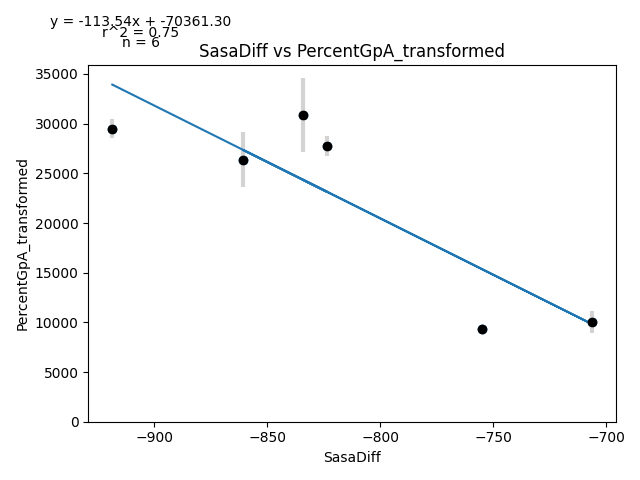 y = -113.54x + -70361.30
r^2 = 0.75
n = 6
SasaDiff vs PercentGpA_transformed
35000
30000
25000
20000
15000
10000
5000
0
PercentGpA_transformed
−900
−850
−800
−750
−700
SasaDiff